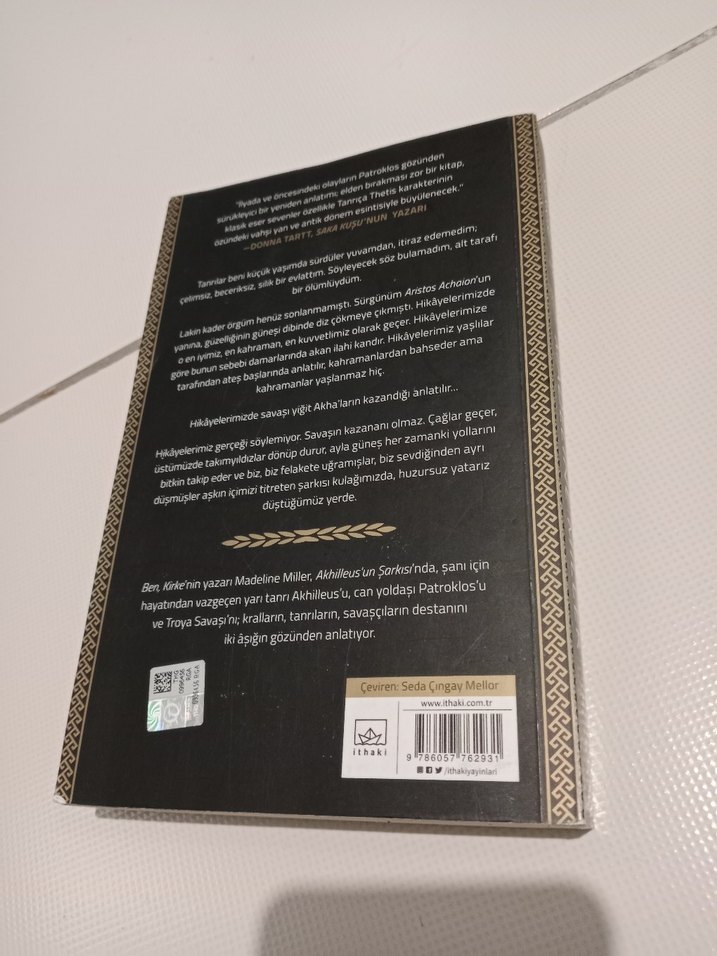 "İlyada ve öncesindeki olayların Patroklos gözünden
sürükleyici bir yeniden anlatımı; elden bırakması zor bir kitap,
klasik eser sevenler özellikle Tanrıça Thetis karakterinin
özündeki vahşi yan ve antik dönem esintisiyle büyülenecek."
—DONNA TARTT, SAKA KUŞU'NUN YAZARI
Tanrılar beni küçük yaşımda sürdüler yuvamdan, itiraz edemedim;
çelimsiz, beceriksiz, silik bir evlattım. Söyleyecek söz bulamadım, alt tarafı
bir ölümlüydüm.
Lakin kader örgüm henüz sonlanmamıştı. Sürgünüm Aristos Achaion'un
yanına, güzelliğinin güneşi dibinde diz çökmeye çıkmıştı. Hikâyelerimizde
o en iyimiz, en kahraman, en kuvvetlimiz olarak geçer. Hikâyelerimize
göre bunun sebebi damarlarında akan ilahi kandır. Hikâyelerimiz yaşlılar
tarafından ateş başlarında anlatılır, kahramanlardan bahseder ama
kahramanlar yaşlanmaz hiç.
Hikâyelerimizde savaşı yiğit Akha'ların kazandığı anlatılır...
Hikâyelerimiz gerçeği söylemiyor. Savaşın kazananı olmaz. Çağlar geçer,
üstümüzde takımyıldızlar dönüp durur, ayla güneş her zamanki yollarını
bitkin takip eder ve biz, biz felakete uğramışlar, biz sevdiğinden ayrı
düşmüşler aşkın içimizi titreten şarkısı kulağımızda, huzursuz yatarız
düştüğümüz yerde.
Ben, Kirke'nin yazarı Madeline Miller, Akhilleus'un Şarkısı'nda, şanı için
hayatından vazgeçen yarı tanrı Akhilleus'u, can yoldaşı Patroklos'u
ve Troya Savaşı'nı; kralların, tanrıların, savaşçıların destanını
iki âşığın gözünden anlatıyor.
Çeviren: Seda Çıngay Mellor
www.ithaki.com.tr
ithaki
9 786057 762931
/ithakiyayinlari